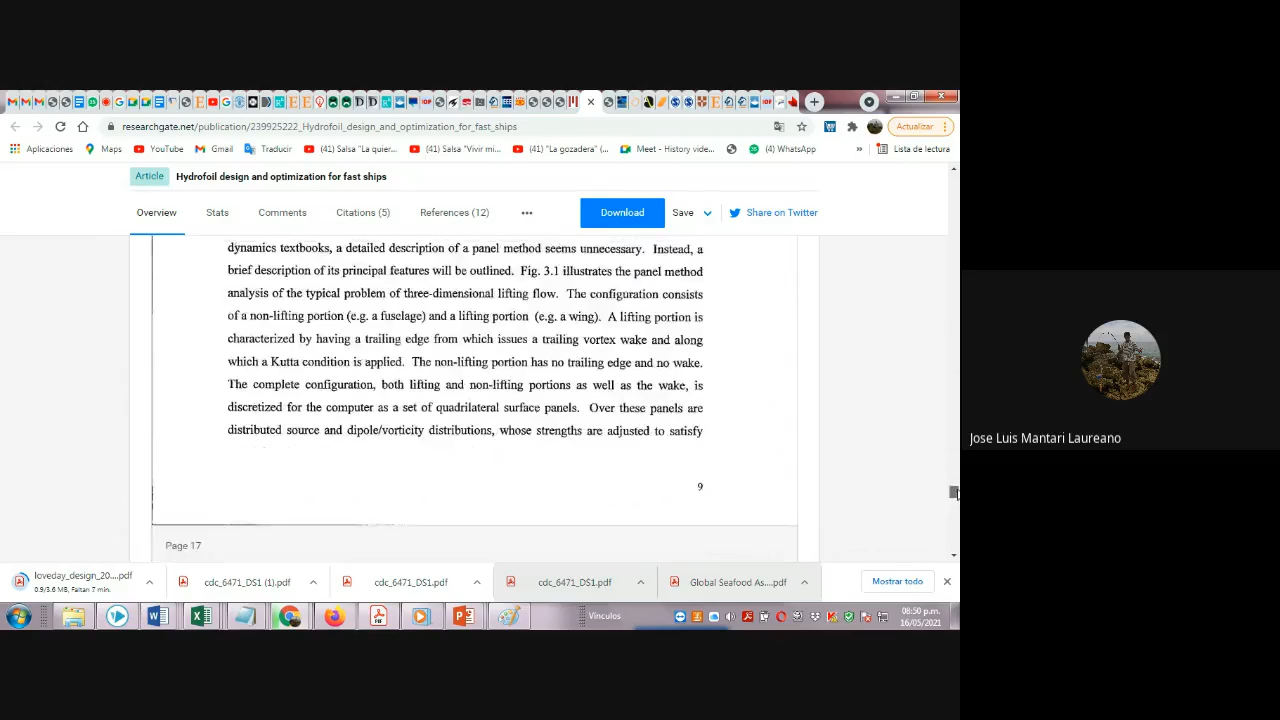 researchgate.net/pub
9925222_Hydrofoil_design_and_optimization_for_fast_ships
Actualizar
Aplicaciones
Maps
YouTube
Gmail
Traducir
(41) Salsa "La quier...
(41) Salsa "Vivir mi...
(41) "La gozadera" (...
Meet - History vide...
(4) WhatsApp
»
Lista de lectura
Article
Hydrofoil design and optimization for fast ships
Overview
Stats
Comments
Citations (5)
References (12)
Download
Save
Share on Twitter
dynamics textbooks, a detailed description of a panel method seems unnecessary. Instead, a
brief description of its principal features will be outlined. Fig. 3.1 illustrates the panel method
analysis of the typical problem of three-dimensional lifting flow. The configuration consists
of a non-lifting portion (e.g. a fuselage) and a lifting portion (e.g. a wing). A lifting portion is
characterized by having a trailing edge from which issues a trailing vortex wake and along
which a Kutta condition is applied. The non-lifting portion has no trailing edge and no wake.
The complete configuration, both lifting and non-lifting portions as well as the wake, is
discretized for the computer as a set of quadrilateral surface panels. Over these panels are
distributed source and dipole/vorticity distributions, whose strengths are adjusted to satisfy
9
Page 17
Jose Luis Mantari Laureano
loveday_design_20....pdf
0.9/3.6 MB, Faltan 7 min.
cdc_6471_DS1 (1).pdf
cdc_6471_DS1.pdf
cdc_6471_DS1.pdf
Global Seafood As....pdf
Mostrar todo
Vínculos
08:50 p.m.
16/05/2021